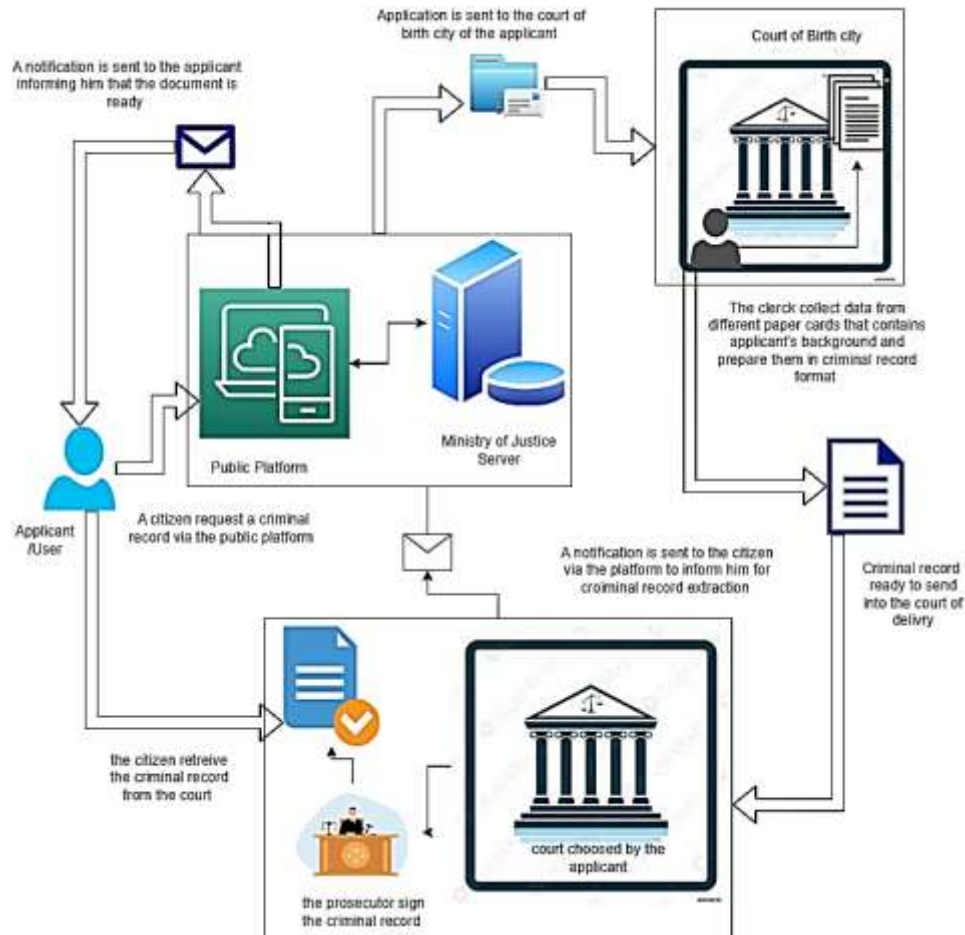 Application is sent to the court of
birth city of the applicant
Court of Birth city
A notification is sent to the applicant
informing him that the document is
ready
The clerck collect data from
different paper cards that contains
applicant's background and
prepare them in criminal record
format
Public Platform
Ministry of Justice
Server
Applicant
/User
A citizen request a criminal
record via the public platform
A notification is sent to the citizen
via the platform to inform him for
croiminal record extraction
Criminal record
ready to send
into the court of
delivry
the citizen retreive
the criminal record
from the court
court choosed by the
applicant
the prosecutor sign
the criminal record